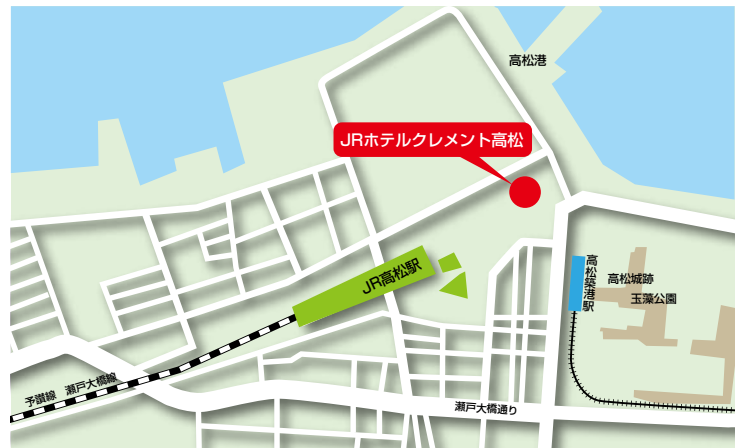 高松港
JRホテルクレメント高松
JR高松駅
高松築港駅
高松城跡
玉藻公園
予讃線　瀬戸大橋線
瀬戸大橋通り